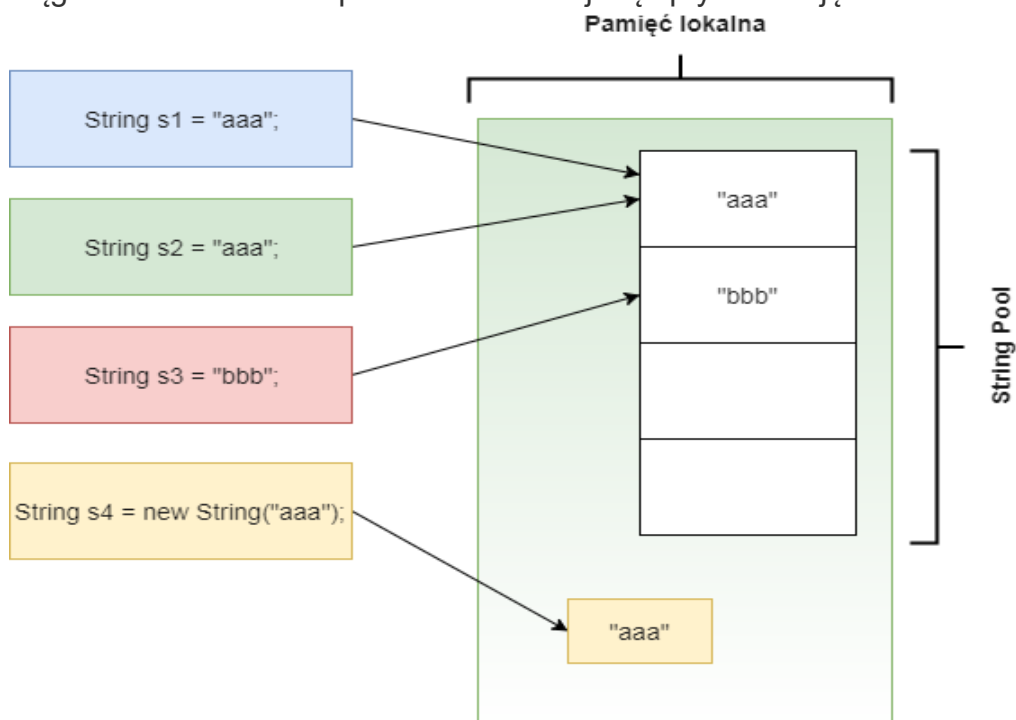 Pamięć lokalna
String s1 = "aaa";
String s2 = "aaa";
String s3 = "bbb";
String s4 = new String("aaa");
"aaa"
"bbb"
"aaa"
String Pool